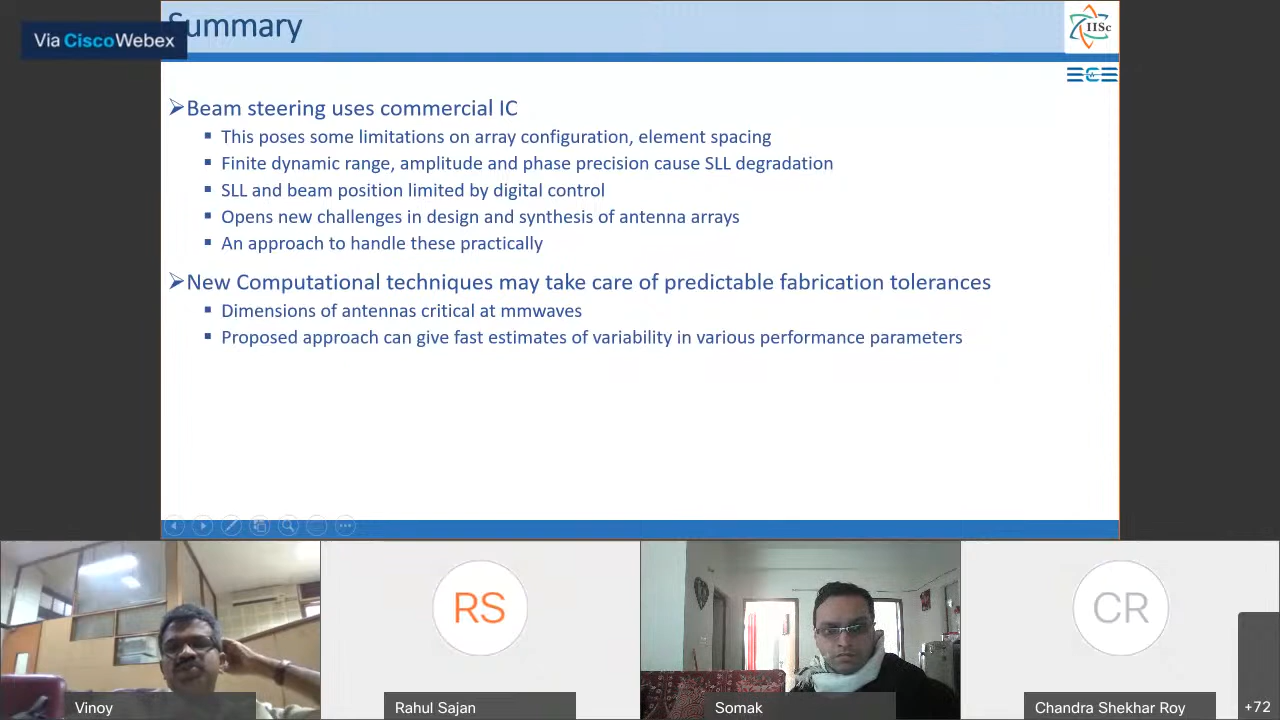 Summary
IISc
Via Cisco Webex
ECE
➢Beam steering uses commercial IC
▪ This poses some limitations on array configuration, element spacing
▪ Finite dynamic range, amplitude and phase precision cause SLL degradation
▪ SLL and beam position limited by digital control
▪ Opens new challenges in design and synthesis of antenna arrays
▪ An approach to handle these practically
➢New Computational techniques may take care of predictable fabrication tolerances
▪ Dimensions of antennas critical at mmwaves
▪ Proposed approach can give fast estimates of variability in various performance parameters
RS
CR
Vinoy
Rahul Sajan
Somak
Chandra Shekhar Roy
+72